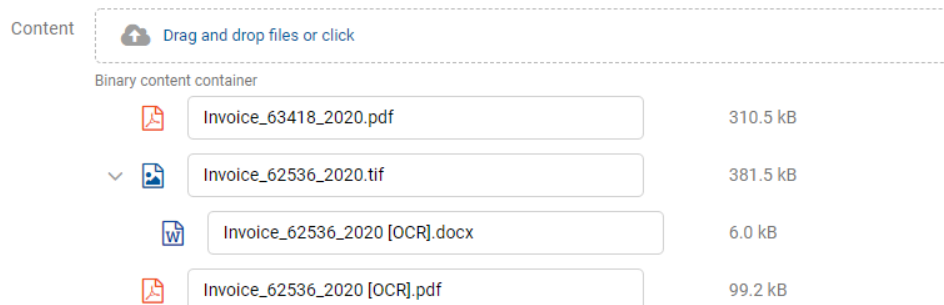 Content
Drag and drop files or click
Binary content container
Invoice_63418_2020.pdf 310.5 kB
Invoice_62536_2020.tif 381.5 kB
W Invoice_62536_2020 [OCR].docx 6.0 kB
Invoice_62536_2020 [OCR].pdf 99.2 kB